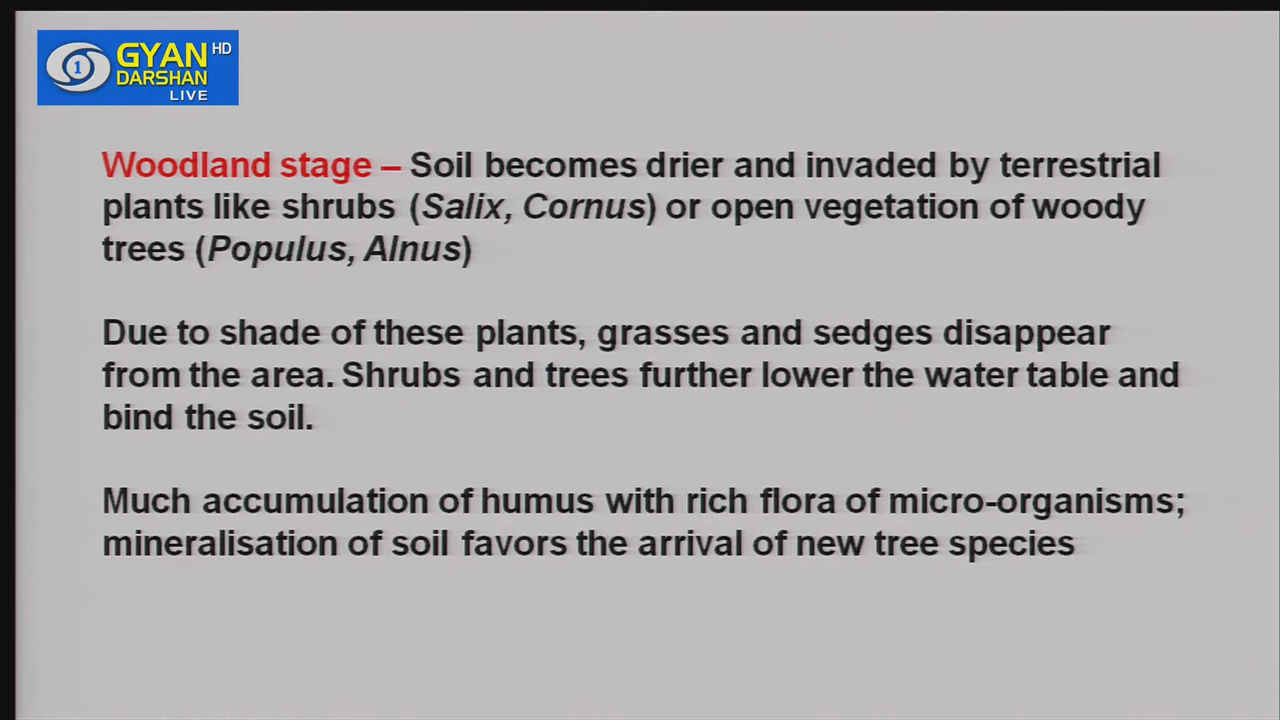 GYAN HD
DARSHAN
1
LIVE
Woodland stage – Soil becomes drier and invaded by terrestrial
plants like shrubs (Salix, Cornus) or open vegetation of woody
trees (Populus, Alnus)
Due to shade of these plants, grasses and sedges disappear
from the area. Shrubs and trees further lower the water table and
bind the soil.
Much accumulation of humus with rich flora of micro-organisms;
mineralisation of soil favors the arrival of new tree species